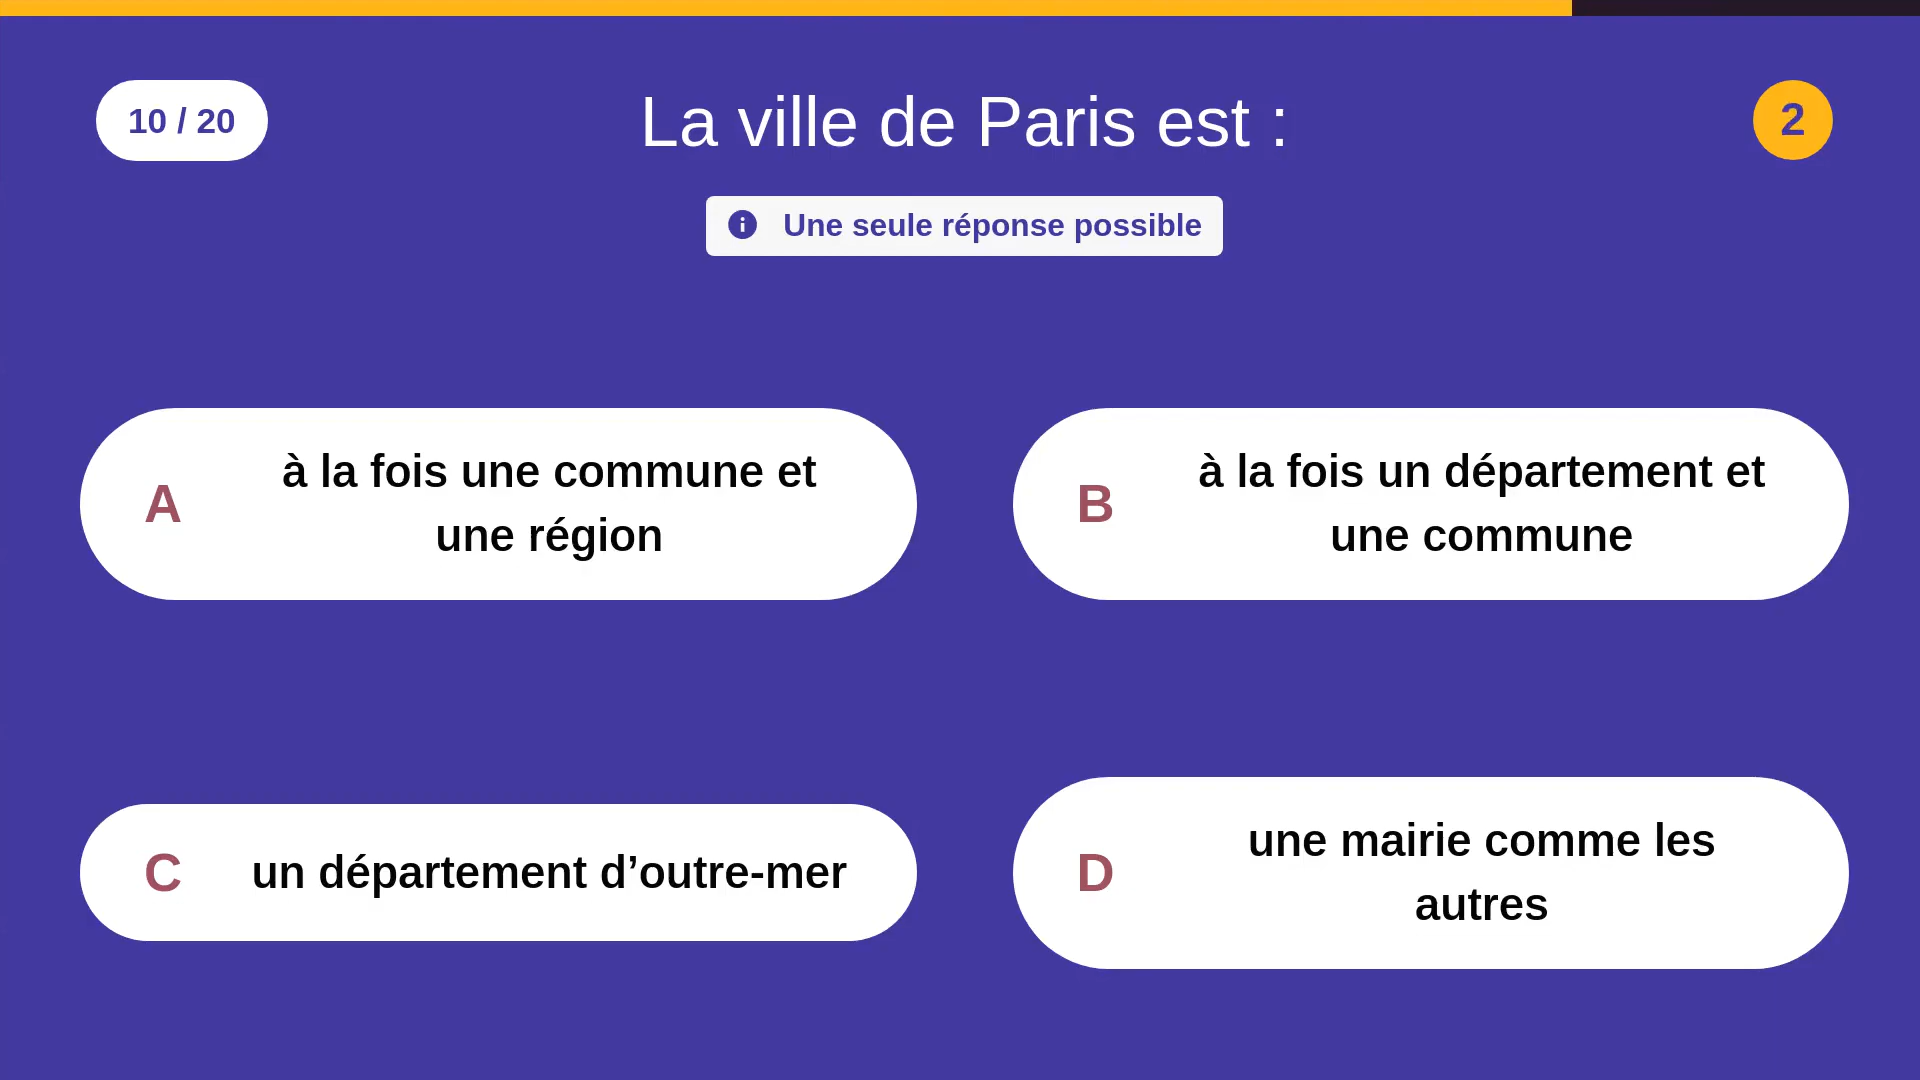 10 / 20
La ville de Paris est :
2
Une seule réponse possible
A
à la fois une commune et
une région
B
à la fois un département et
une commune
C
un département d’outre-mer
D
une mairie comme les
autres